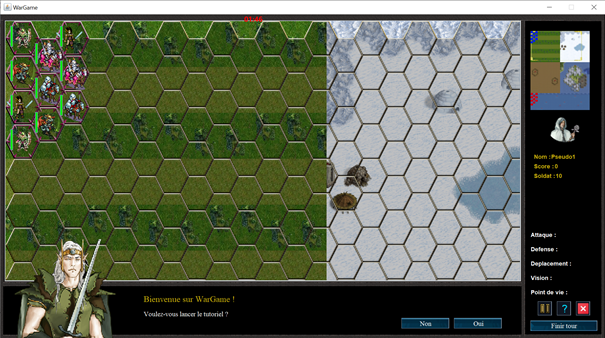 WarGame
Nom :Pseudo1
Score : 0
Soldat :10
Attaque :
Defense :
Deplacement :
Vision :
Point de vie :
Bienvenue sur WarGame !
Voulez-vous lancer le tutoriel ?
Non
Oui
?
Finir tour